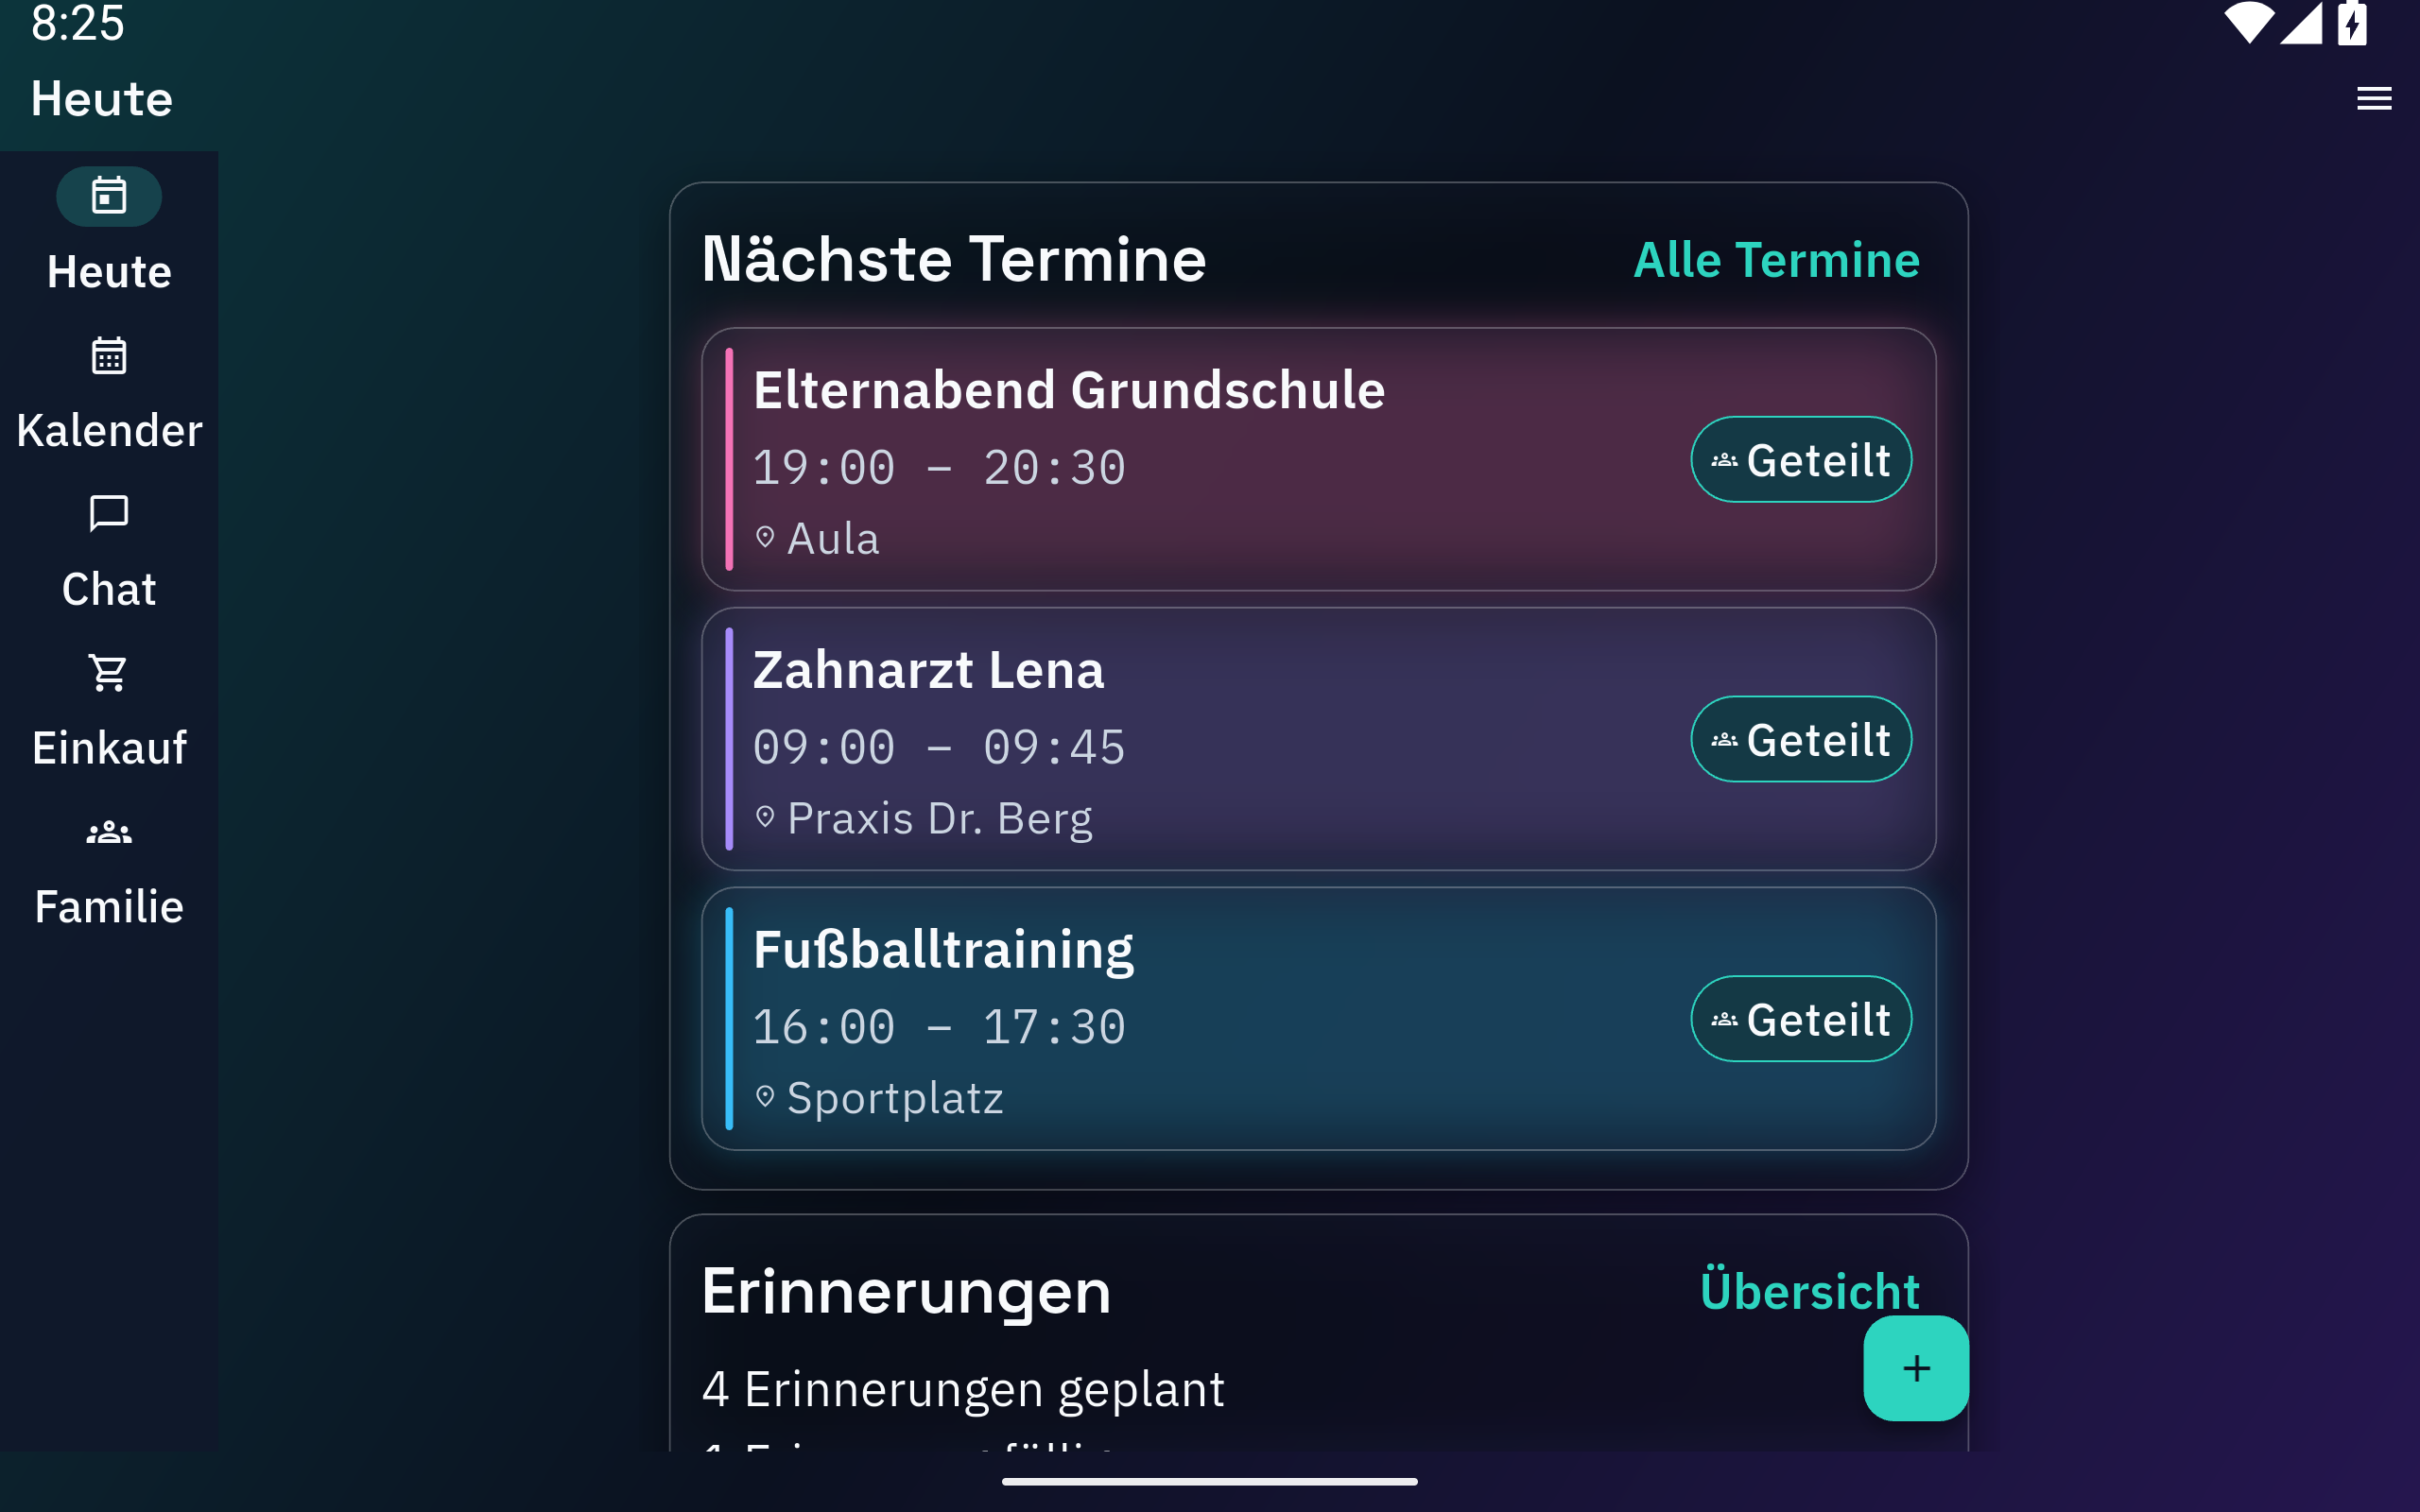 8:25
Heute
Heute
Kalender
Chat
Einkauf
Familie
Nächste Termine
Alle Termine
Elternabend Grundschule
19:00 – 20:30
Geteilt
Aula
Zahnarzt Lena
09:00 – 09:45
Geteilt
Praxis Dr. Berg
Fußballtraining
16:00 – 17:30
Geteilt
Sportplatz
Erinnerungen
Übersicht
4 Erinnerungen geplant